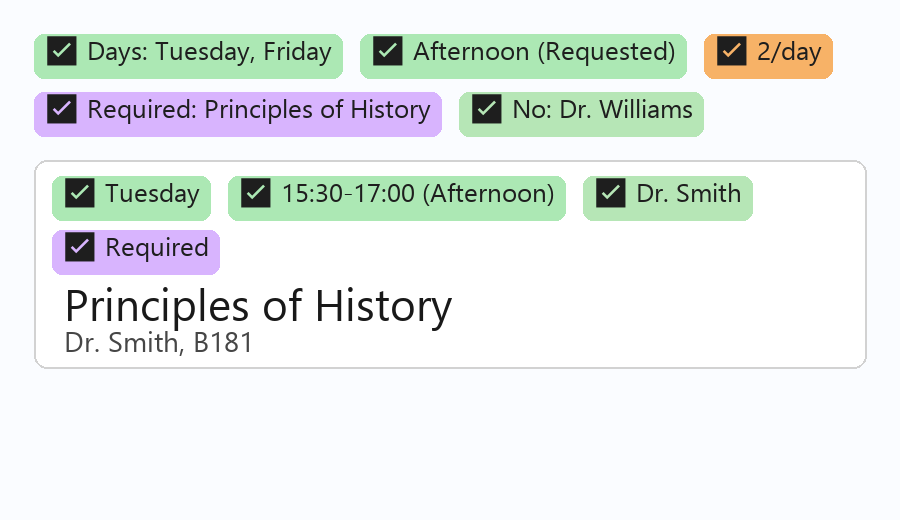 Days: Tuesday, Friday Afternoon (Requested) 2/day
Required: Principles of History No: Dr. Williams
Tuesday 15:30-17:00 (Afternoon) Dr. Smith
Required
Principles of History
Dr. Smith, B181